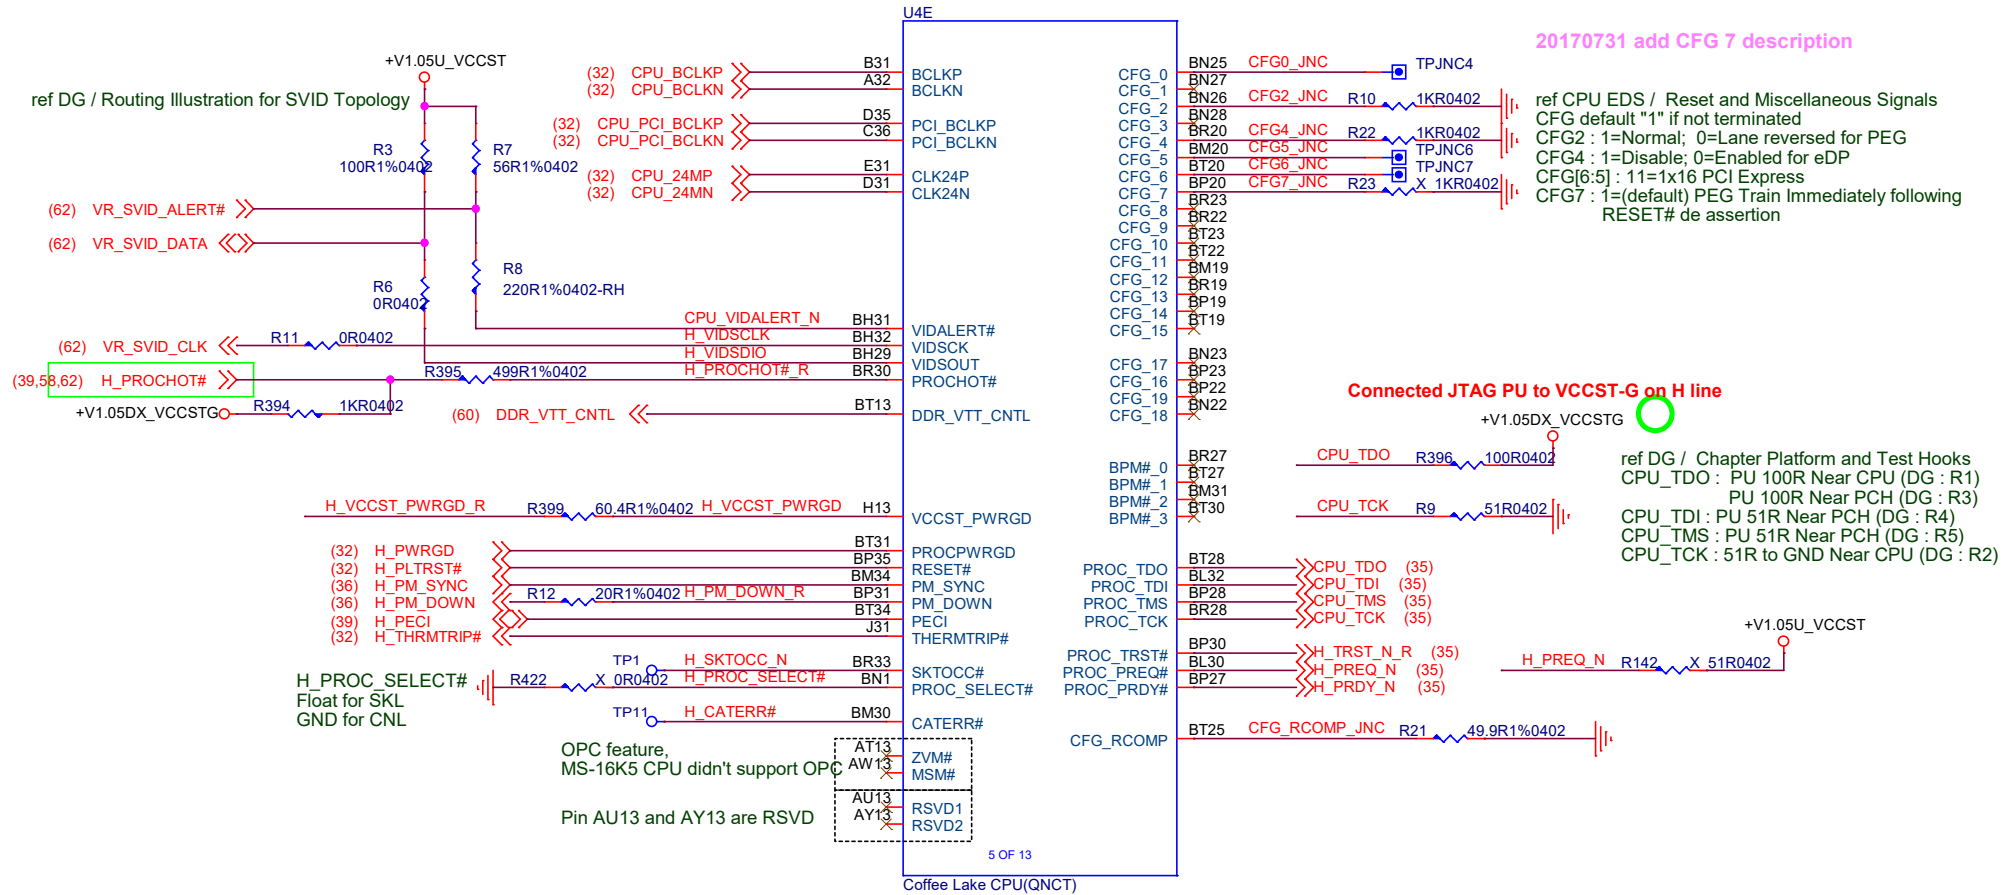 U4E
20170731 add CFG 7 description
+V1.05U_VCCST
ref DG / Routing Illustration for SVID Topology
R3
100R1%0402
R7
56R1%0402
(62) VR_SVID_ALERT#
(62) VR_SVID_DATA
R6
0R0402
R8
220R1%0402-RH
(62) VR_SVID_CLK
R11 0R0402
(39,58,62) H_PROCHOT#
R395 499R1%0402
+V1.05DX_VCCSTG
R394 1KR0402
(32) CPU_BCLKP
(32) CPU_BCLKN
(32) CPU_PCI_BCLKP
(32) CPU_PCI_BCLKN
(32) CPU_24MP
(32) CPU_24MN
CPU_VIDALERT_N
H_VIDSCLK
H_VIDSDIO
H_PROCHOT#_R
(60) DDR_VTT_CNTL
H_VCCST_PWRGD_R R399 60.4R1%0402 H_VCCST_PWRGD
(32) H_PWRGD
(32) H_PLTRST#
(36) H_PM_SYNC
(36) H_PM_DOWN R12 20R1%0402 H_PM_DOWN_R
(39) H_PECI
(32) H_THRMTRIP#
TP1 H_SKTOCC_N
R422 X_0R0402 H_PROC_SELECT#
H_PROC_SELECT#
Float for SKL
GND for CNL
TP11 H_CATERR#
OPC feature,
MS-16K5 CPU didn't support OPC
Pin AU13 and AY13 are RSVD
B31 BCLKP
A32 BCLKN
D35 PCI_BCLKP
C36 PCI_BCLKN
E31 CLK24P
D31 CLK24N
BH31 VIDALERT#
BH32 VIDSCK
BH29 VIDSOUT
BR30 PROCHOT#
BT13 DDR_VTT_CNTL
H13 VCCST_PWRGD
BT31 PROCPWRGD
BP35 RESET#
BM34 PM_SYNC
BP31 PM_DOWN
BT34 PECI
J31 THERMTRIP#
BR33 SKTOCC#
BN1 PROC_SELECT#
BM30 CATERR#
AT13 ZVM#
AW13 MSM#
AU13 RSVD1
AY13 RSVD2
5 OF 13
Coffee Lake CPU(QNCT)
CFG_0 BN25 CFG0_JNC TPJNC4
CFG_1 BN27
CFG_2 BN26 CFG2_JNC R10 1KR0402
CFG_3 BN28
CFG_4 BR20 CFG4_JNC R22 1KR0402
CFG_5 BM20 CFG5_JNC TPJNC6
CFG_6 BT20 CFG6_JNC TPJNC7
CFG_7 BP20 CFG7_JNC R23 X_1KR0402
CFG_8 BR23
CFG_9 BR22
CFG_10 BT23
CFG_11 BT22
CFG_12 BM19
CFG_13 BR19
CFG_14 BP19
CFG_15 BT19
CFG_17 BN23
CFG_16 BP23
CFG_19 BP22
CFG_18 BN22
BPM#_0 BR27
BPM#_1 BT27
BPM#_2 BM31
BPM#_3 BT30
PROC_TDO BT28 CPU_TDO (35)
PROC_TDI BL32 CPU_TDI (35)
PROC_TMS BP28 CPU_TMS (35)
PROC_TCK BR28 CPU_TCK (35)
PROC_TRST# BP30 H_TRST_N_R (35)
PROC_PREQ# BL30 H_PREQ_N (35)
PROC_PRDY# BP27 H_PRDY_N (35)
CFG_RCOMP BT25 CFG_RCOMP_JNC R21 49.9R1%0402
ref CPU EDS / Reset and Miscellaneous Signals
CFG default "1" if not terminated
CFG2 : 1=Normal; 0=Lane reversed for PEG
CFG4 : 1=Disable; 0=Enabled for eDP
CFG[6:5] : 11=1x16 PCI Express
CFG7 : 1=(default) PEG Train Immediately following
RESET# de assertion
Connected JTAG PU to VCCST-G on H line
+V1.05DX_VCCSTG
CPU_TDO R396 100R0402
CPU_TCK R9 51R0402
ref DG / Chapter Platform and Test Hooks
CPU_TDO : PU 100R Near CPU (DG : R1)
PU 100R Near PCH (DG : R3)
CPU_TDI : PU 51R Near PCH (DG : R4)
CPU_TMS : PU 51R Near PCH (DG : R5)
CPU_TCK : 51R to GND Near CPU (DG : R2)
+V1.05U_VCCST
H_PREQ_N R142 X_51R0402